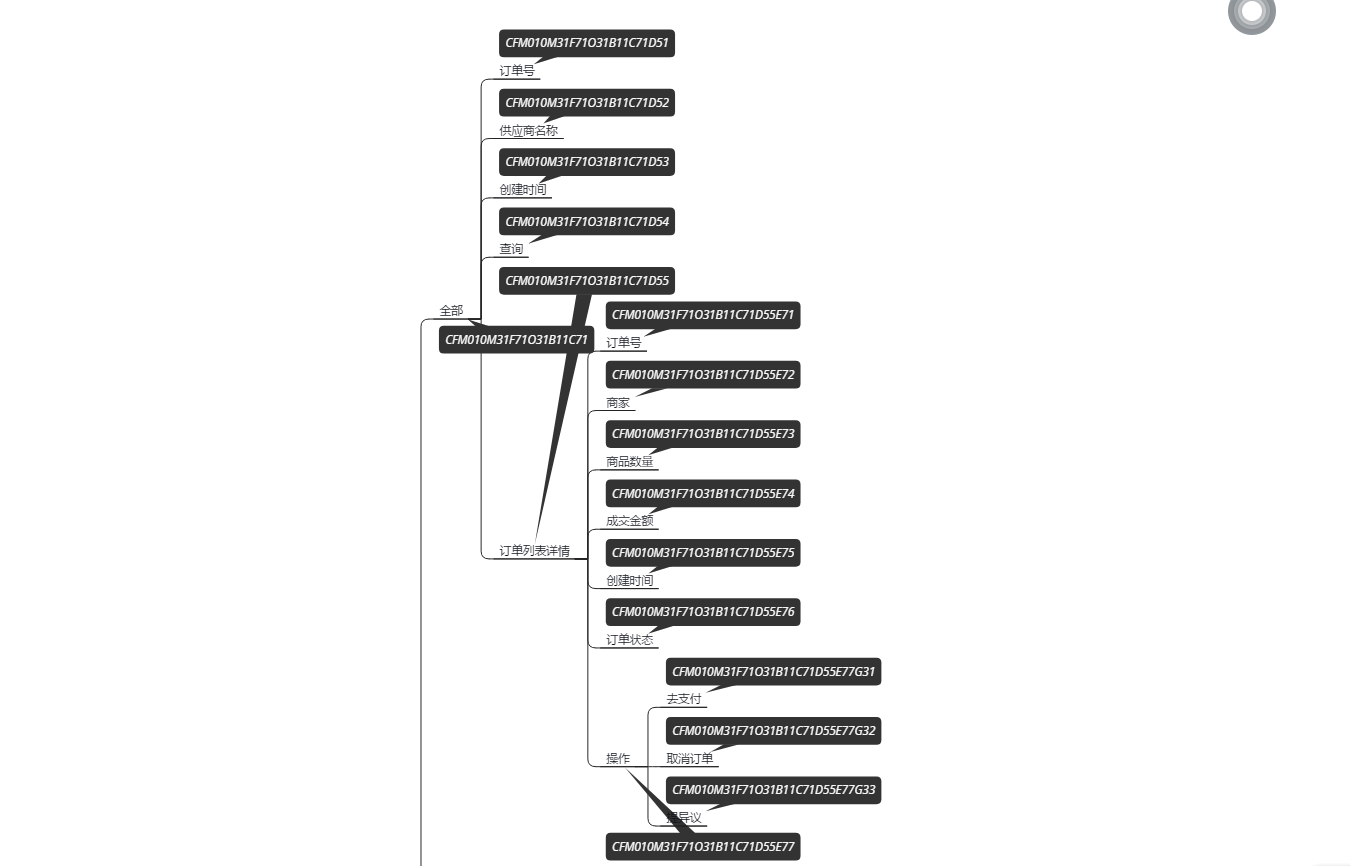 CFM010M31F71O31B11C71D51
订单号
CFM010M31F71O31B11C71D52
供应商名称
CFM010M31F71O31B11C71D53
创建时间
CFM010M31F71O31B11C71D54
查询
CFM010M31F71O31B11C71D55
全部
CFM010M31F71O31B11C71
CFM010M31F71O31B11C71D55E71
订单号
CFM010M31F71O31B11C71D55E72
商家
CFM010M31F71O31B11C71D55E73
商品数量
CFM010M31F71O31B11C71D55E74
成交金额
订单列表详情
CFM010M31F71O31B11C71D55E75
创建时间
CFM010M31F71O31B11C71D55E76
订单状态
CFM010M31F71O31B11C71D55E77G31
去支付
CFM010M31F71O31B11C71D55E77G32
操作
取消订单
CFM010M31F71O31B11C71D55E77G33
异议
CFM010M31F71O31B11C71D55E77